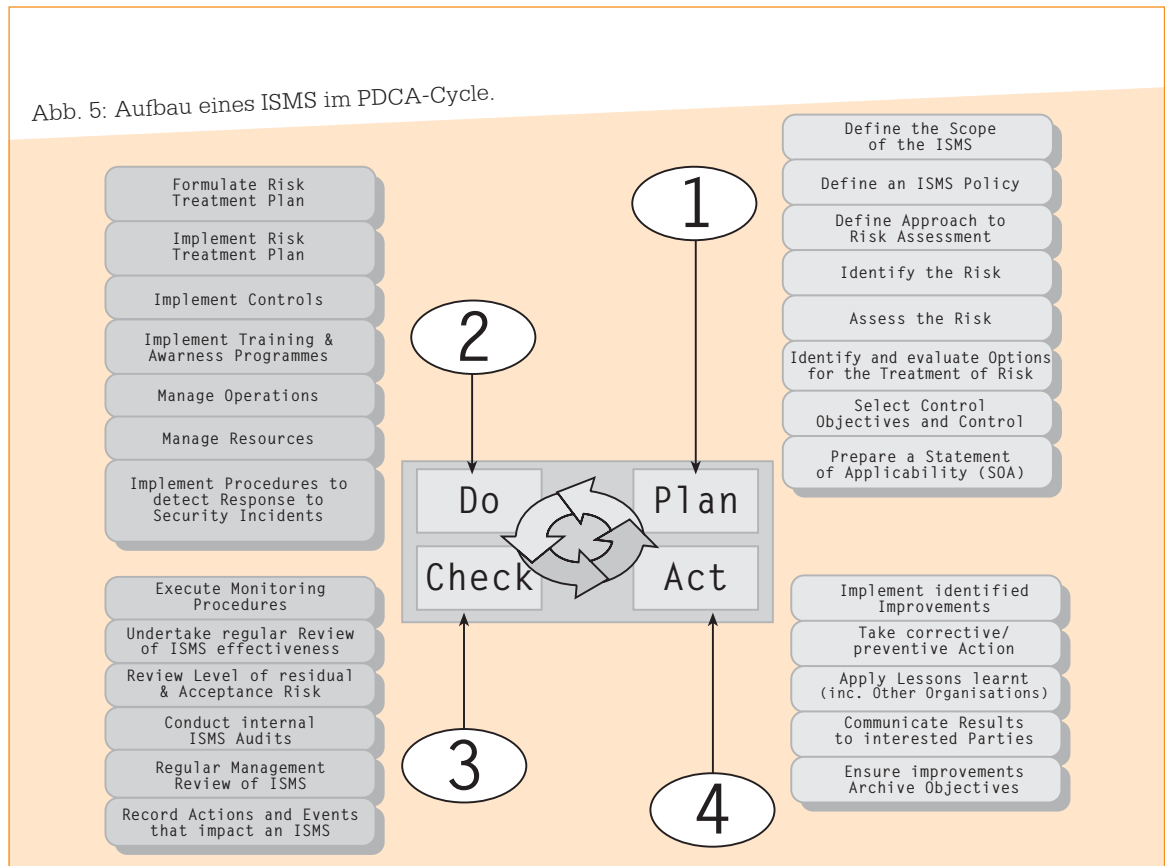 Abb. 5: Aufbau eines ISMS im PDCA-Cycle.
1
Define the Scope
of the ISMS
Define an ISMS Policy
Define Approach to
Risk Assessment
Identify the Risk
Assess the Risk
Identify and evaluate Options
for the Treatment of Risk
Select Control
Objectives and Control
Prepare a Statement
of Applicability (SOA)
2
Formulate Risk
Treatment Plan
Implement Risk
Treatment Plan
Implement Controls
Implement Training &
Awarness Programmes
Manage Operations
Manage Resources
Implement Procedures to
detect Response to
Security Incidents
Do
Plan
Check
Act
3
Execute Monitoring
Procedures
Undertake regular Review
of ISMS effectiveness
Review Level of residual
& Acceptance Risk
Conduct internal
ISMS Audits
Regular Management
Review of ISMS
Record Actions and Events
that impact an ISMS
4
Implement identified
Improvements
Take corrective/
preventive Action
Apply Lessons learnt
(inc. Other Organisations)
Communicate Results
to interested Parties
Ensure improvements
Archive Objectives